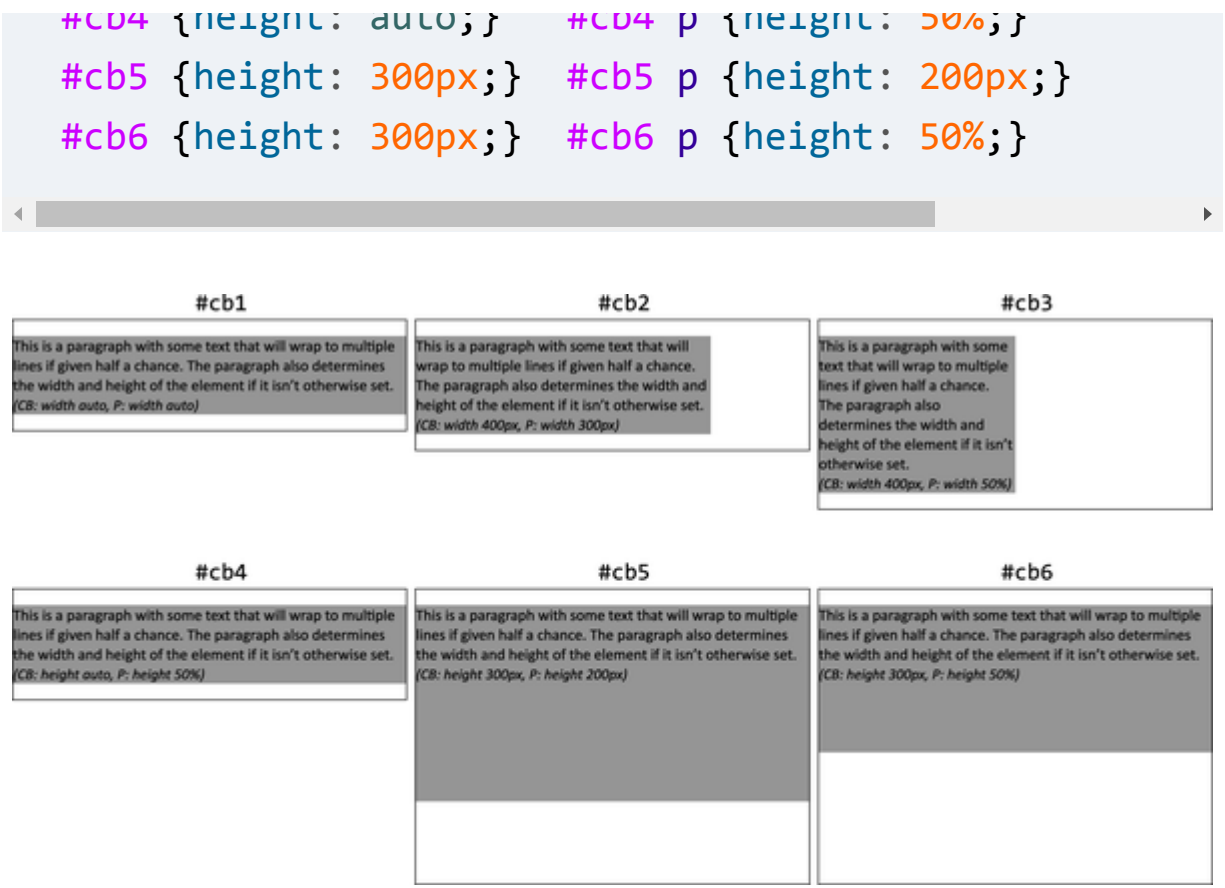 #cb4 {height: auto;} #cb4 p {height: 50%;}
#cb5 {height: 300px;} #cb5 p {height: 200px;}
#cb6 {height: 300px;} #cb6 p {height: 50%;}
#cb1
This is a paragraph with some text that will wrap to multiple
lines if given half a chance. The paragraph also determines
the width and height of the element if it isn't otherwise set.
(CB: width auto, P: width auto)
#cb2
This is a paragraph with some text that will
wrap to multiple lines if given half a chance.
The paragraph also determines the width and
height of the element if it isn't otherwise set.
(CB: width 400px, P: width 300px)
#cb3
This is a paragraph with some
text that will wrap to multiple
lines if given half a chance.
The paragraph also
determines the width and
height of the element if it isn't
otherwise set.
(CB: width 400px, P: width 50%)
#cb4
This is a paragraph with some text that will wrap to multiple
lines if given half a chance. The paragraph also determines
the width and height of the element if it isn't otherwise set.
(CB: height auto, P: height 50%)
#cb5
This is a paragraph with some text that will wrap to multiple
lines if given half a chance. The paragraph also determines
the width and height of the element if it isn't otherwise set.
(CB: height 300px, P: height 200px)
#cb6
This is a paragraph with some text that will wrap to multiple
lines if given half a chance. The paragraph also determines
the width and height of the element if it isn't otherwise set.
(CB: height 300px, P: height 50%)